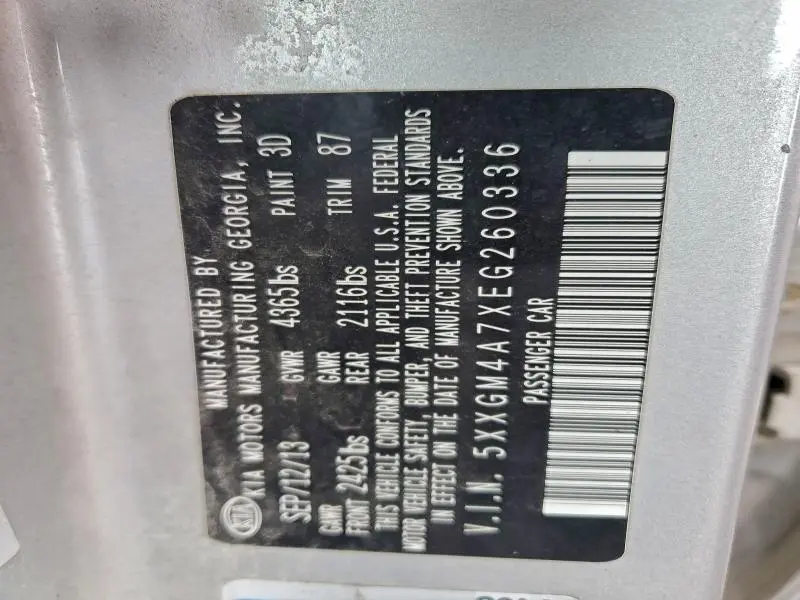 MANUFACTURED BY
KIA KIA MOTORS MANUFACTURING GEORGIA, INC.
SEP/12/13 GVWR 4365lbs PAINT 3D
GAWR GAWR
FRONT 2425lbs REAR 2116lbs TRIM 87
THIS VEHICLE CONFORMS TO ALL APPLICABLE U.S.A. FEDERAL
MOTOR VEHICLE SAFETY, BUMPER, AND THEFT PREVENTION STANDARDS
IN EFFECT ON THE DATE OF MANUFACTURE SHOWN ABOVE.
V.I.N. 5XXGM4A7XEG260336
PASSENGER CAR